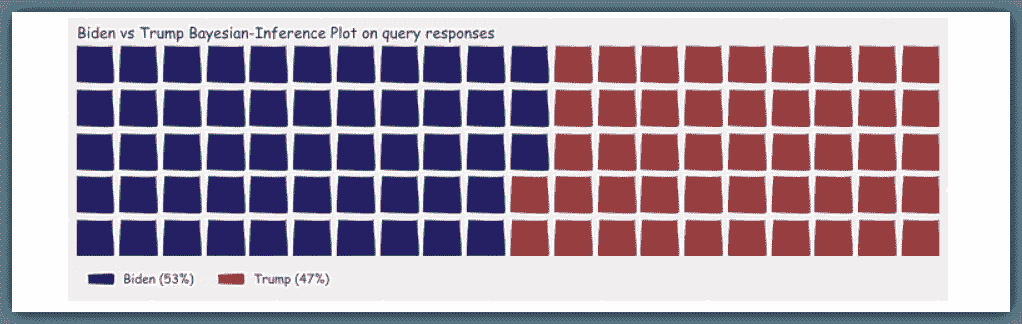 Biden vs Trump Bayesian-Inference Plot on query responses
Biden (53%) Trump (47%)